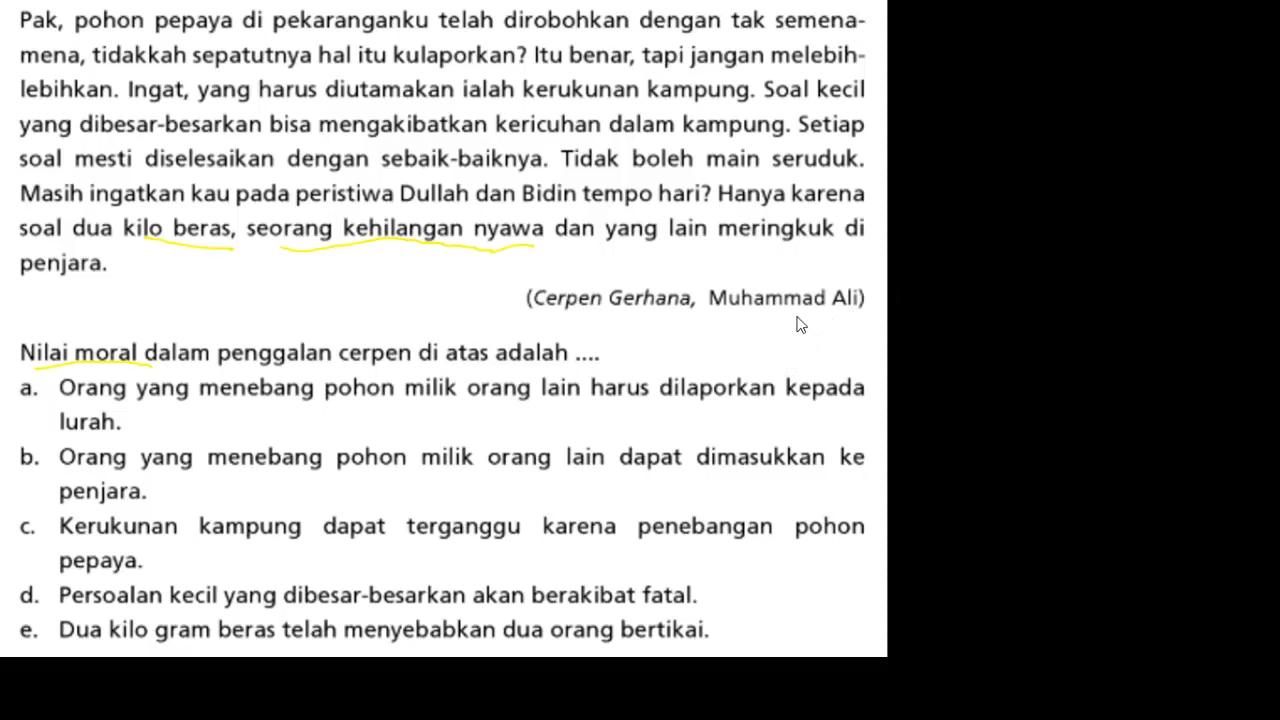 Pak, pohon pepaya di pekaranganku telah dirobohkan dengan tak semena-
mena, tidakkah sepatutnya hal itu kulaporkan? Itu benar, tapi jangan melebih-
lebihkan. Ingat, yang harus diutamakan ialah kerukunan kampung. Soal kecil
yang dibesar-besarkan bisa mengakibatkan kericuhan dalam kampung. Setiap
soal mesti diselesaikan dengan sebaik-baiknya. Tidak boleh main seruduk.
Masih ingatkan kau pada peristiwa Dullah dan Bidin tempo hari? Hanya karena
soal dua kilo beras, seorang kehilangan nyawa dan yang lain meringkuk di
penjara.
(Cerpen Gerhana, Muhammad Ali)
Nilai moral dalam penggalan cerpen di atas adalah ....
a. Orang yang menebang pohon milik orang lain harus dilaporkan kepada
lurah.
b. Orang yang menebang pohon milik orang lain dapat dimasukkan ke
penjara.
c. Kerukunan kampung dapat terganggu karena penebangan pohon
pepaya.
d. Persoalan kecil yang dibesar-besarkan akan berakibat fatal.
e. Dua kilo gram beras telah menyebabkan dua orang bertikai.